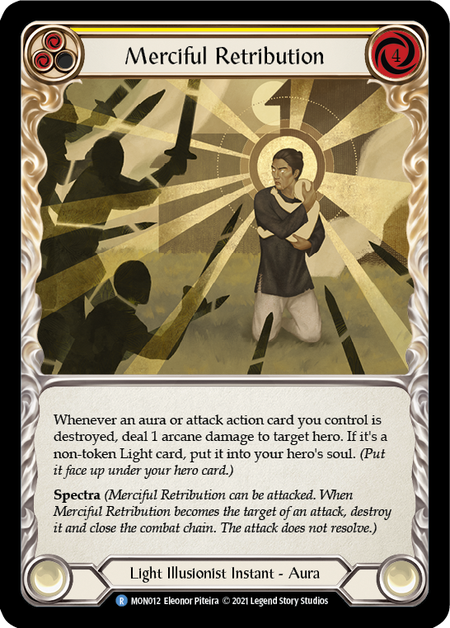 Merciful Retribution
4
Whenever an aura or attack action card you control is
destroyed, deal 1 arcane damage to target hero. If it's a
non-token Light card, put it into your hero's soul. (Put
it face up under your hero card.)
Spectra (Merciful Retribution can be attacked. When
Merciful Retribution becomes the target of an attack, destroy
it and close the combat chain. The attack does not resolve.)
Light Illusionist Instant - Aura
R MON012 Eleonor Piteira © 2021 Legend Story Studios